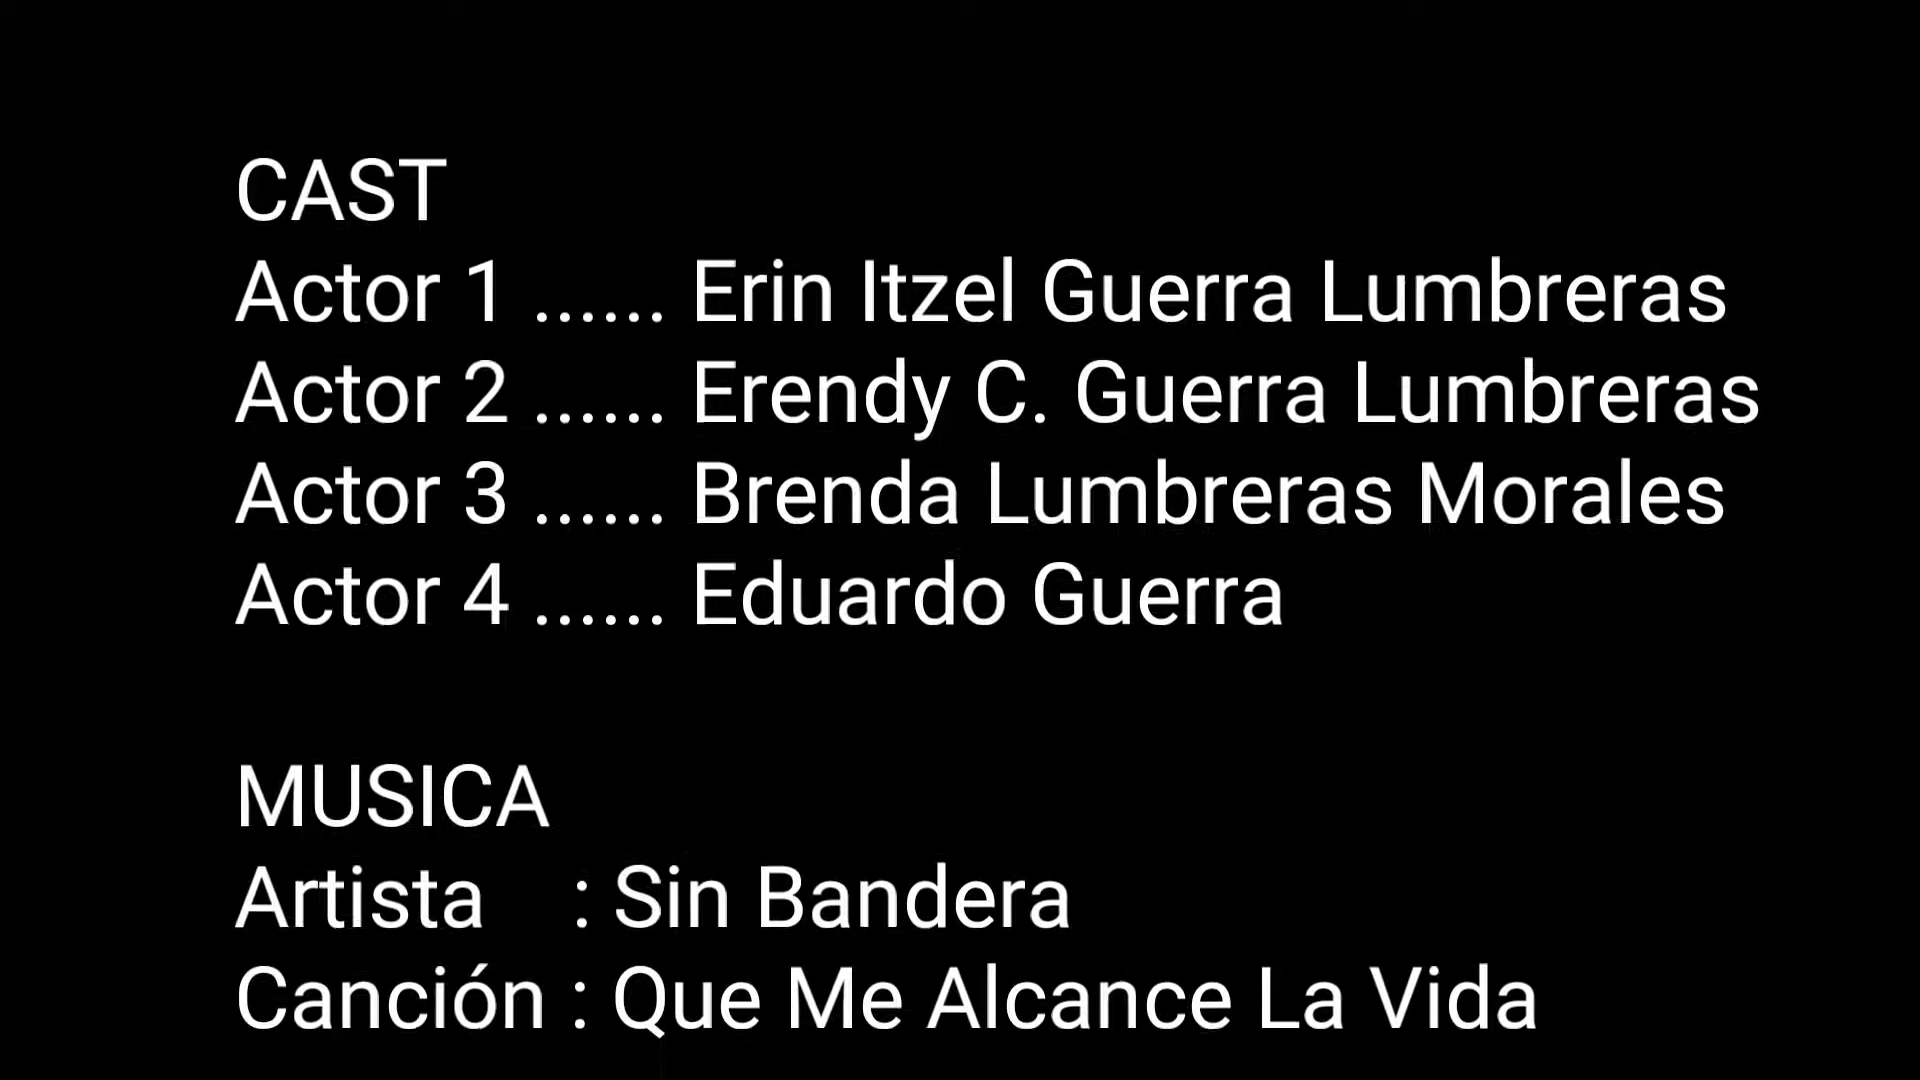 CAST
Actor 1 ...... Erin Itzel Guerra Lumbreras
Actor 2 ...... Erendy C. Guerra Lumbreras
Actor 3 ...... Brenda Lumbreras Morales
Actor 4 ...... Eduardo Guerra
MUSICA
Artista : Sin Bandera
Canción : Que Me Alcance La Vida